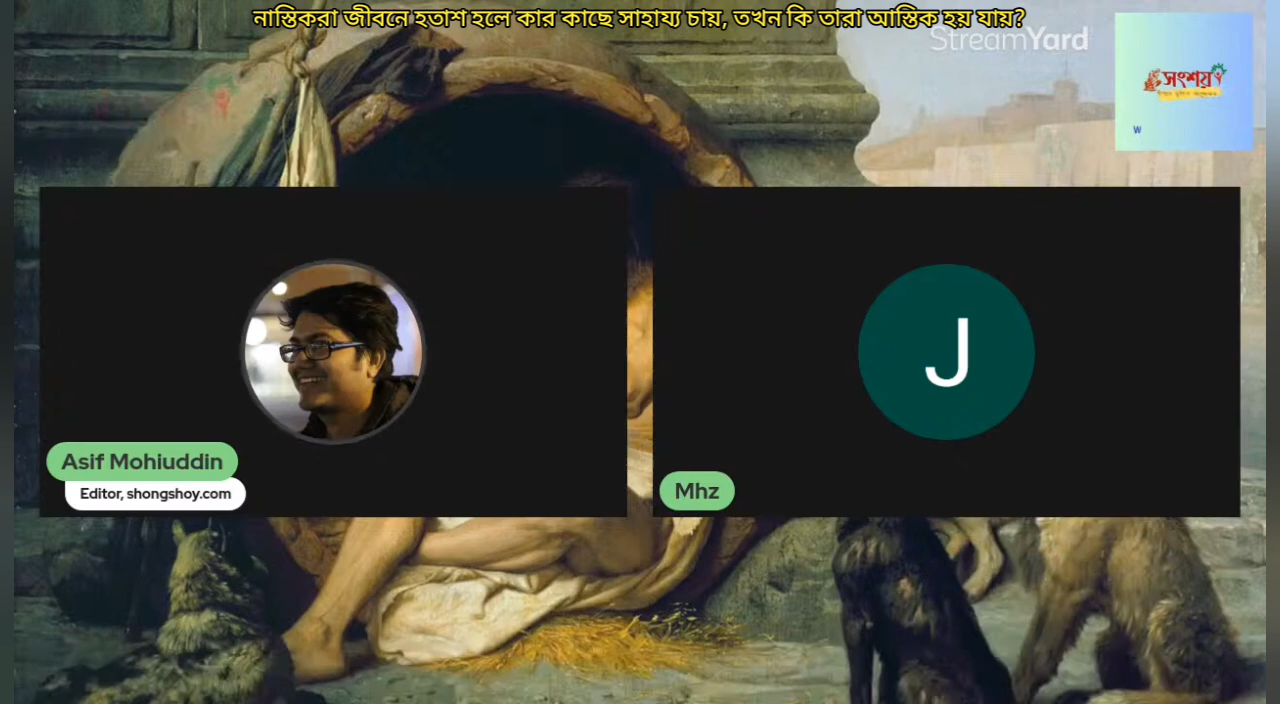 নাস্তিকরা জীবনে হতাশ হলে কার কাছে সাহায্য চায়, তখন কি তারা আস্তিক হয় যায়?
StreamYard
সংশয়
W
J
Asif Mohiuddin
Editor, shongshoy.com
Mhz